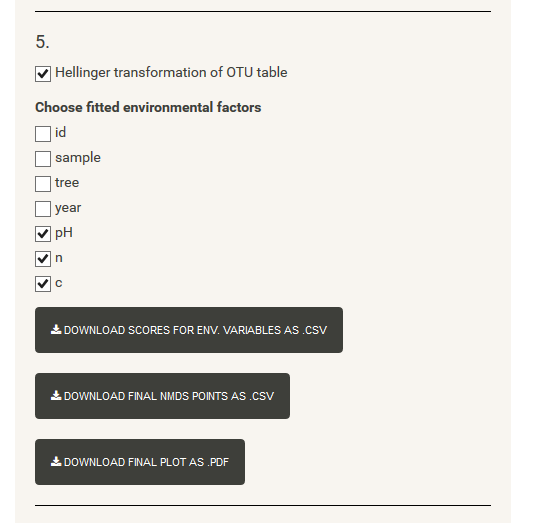 5.
Hellinger transformation of OTU table
Choose fitted environmental factors
id
sample
tree
year
pH
n
c
DOWNLOAD SCORES FOR ENV. VARIABLES AS .CSV
DOWNLOAD FINAL NMDS POINTS AS .CSV
DOWNLOAD FINAL PLOT AS .PDF